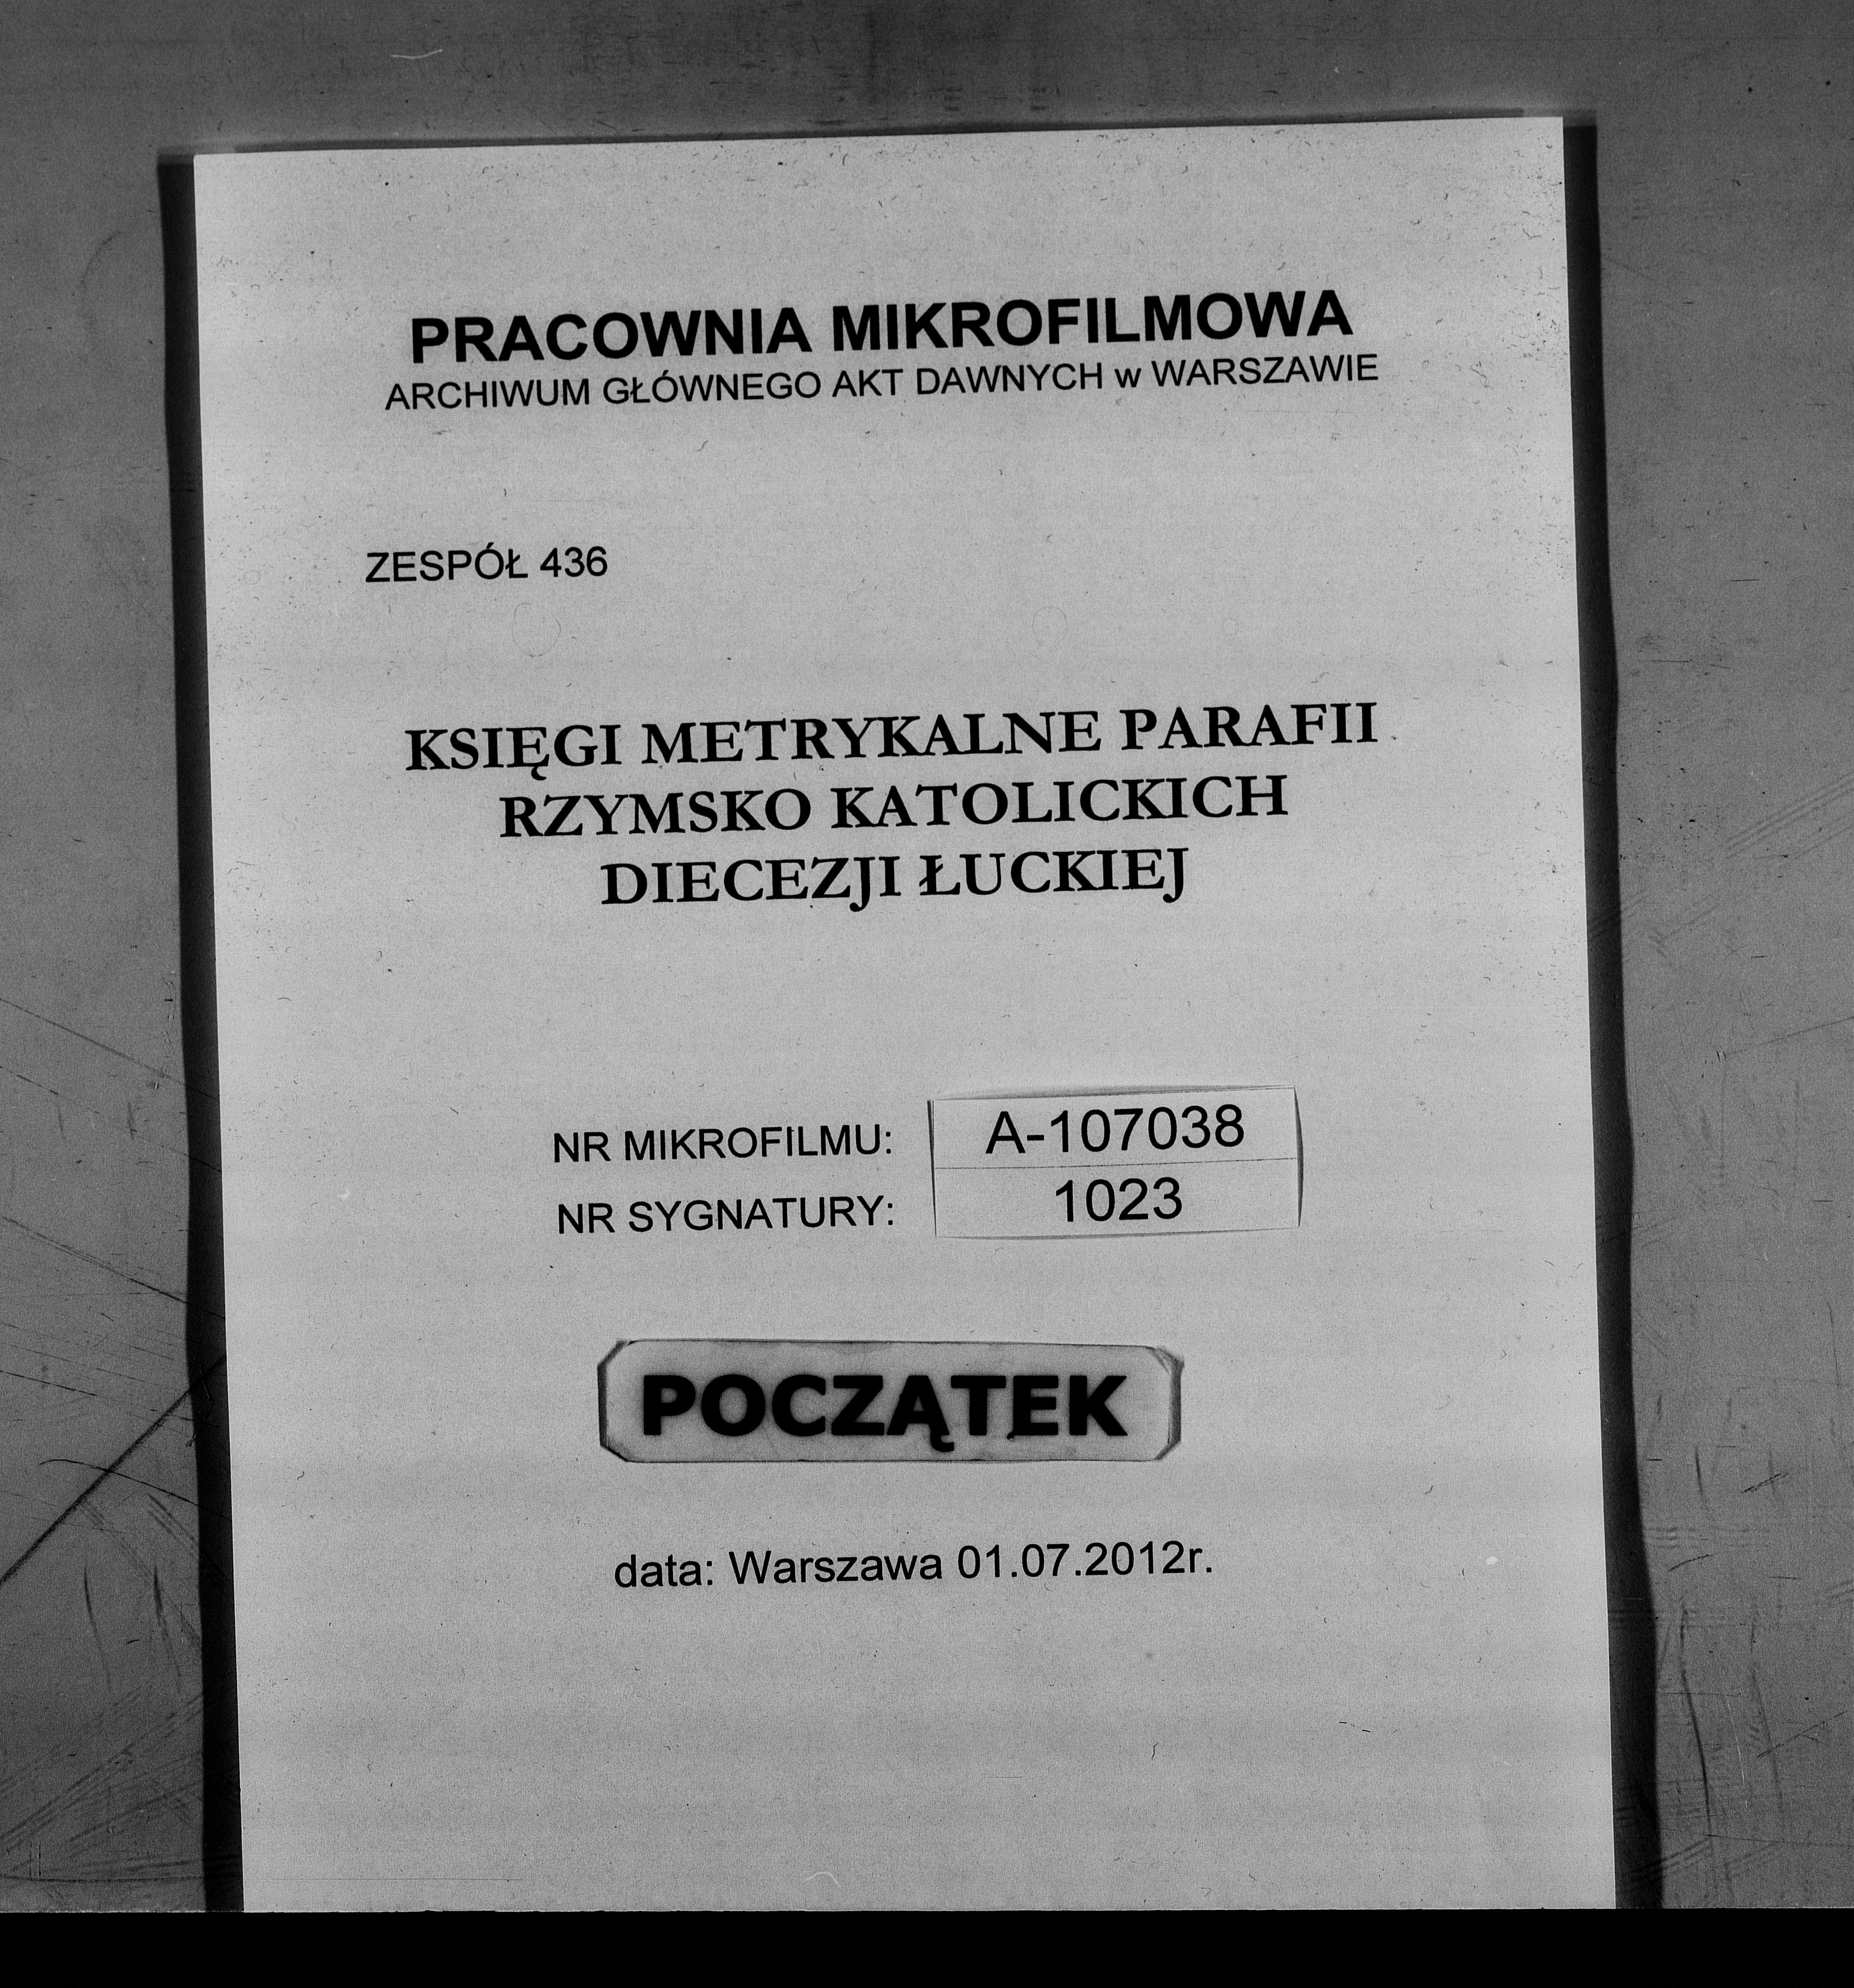 PRACOWNIA MIKROFILMOWA
ARCHIWUM GŁÓWNEGO AKT DAWNYCH w WARSZAWIE
ZESPÓŁ 436
KSIĘGI METRYKALNE PARAFII
RZYMSKO KATOLICKICH
DIECEZJI ŁUCKIEJ
NR MIKROFILMU: A-107038
NR SYGNATURY: 1023
POCZĄTEK
data: Warszawa 01.07.2012r.